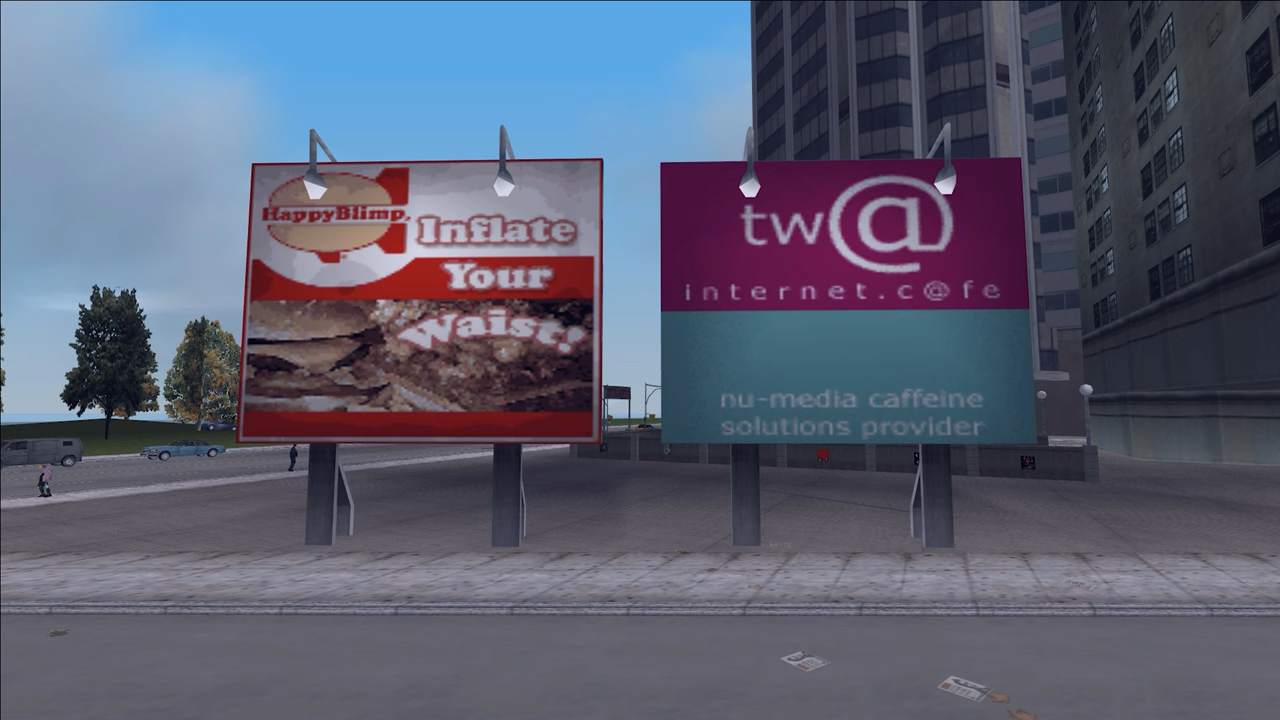 HappyBlimp
Inflate
Your
Waist!
tw@
internet.c@fe
nu-media caffeine
solutions provider